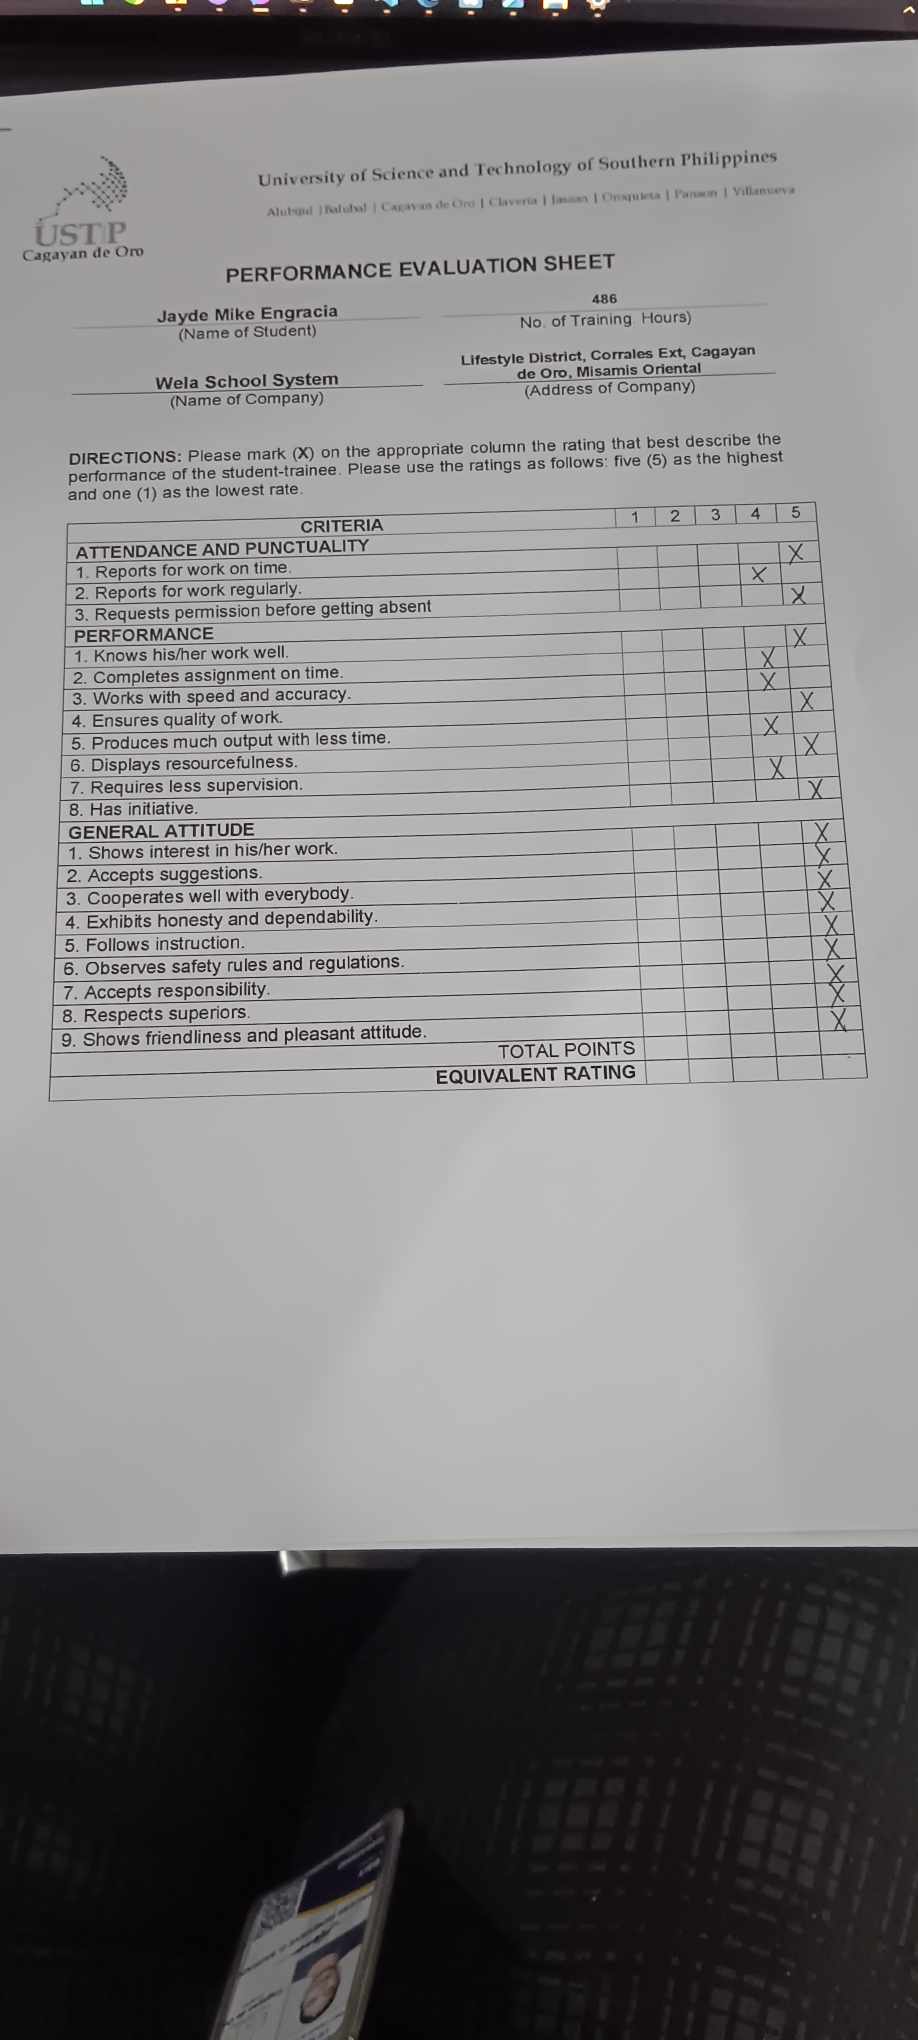 University of Science and Technology of Southern Philippines
Alubijid | Balubal | Cagayan de Oro | Claveria | Jasaan | Oroquieta | Panaon | Villanueva
USTP
Cagayan de Oro
PERFORMANCE EVALUATION SHEET
Jayde Mike Engracia
(Name of Student)
486
No. of Training Hours)
Wela School System
(Name of Company)
Lifestyle District, Corrales Ext, Cagayan
de Oro, Misamis Oriental
(Address of Company)
DIRECTIONS: Please mark (X) on the appropriate column the rating that best describe the
performance of the student-trainee. Please use the ratings as follows: five (5) as the highest
and one (1) as the lowest rate.
CRITERIA 1 2 3 4 5
ATTENDANCE AND PUNCTUALITY
1. Reports for work on time. X
2. Reports for work regularly. X
3. Requests permission before getting absent X
PERFORMANCE
1. Knows his/her work well. X
2. Completes assignment on time. X
3. Works with speed and accuracy. X
4. Ensures quality of work. X
5. Produces much output with less time. X
6. Displays resourcefulness. X
7. Requires less supervision. X
8. Has initiative. X
GENERAL ATTITUDE
1. Shows interest in his/her work. X
2. Accepts suggestions. X
3. Cooperates well with everybody. X
4. Exhibits honesty and dependability. X
5. Follows instruction. X
6. Observes safety rules and regulations. X
7. Accepts responsibility. X
8. Respects superiors. X
9. Shows friendliness and pleasant attitude. X
TOTAL POINTS
EQUIVALENT RATING